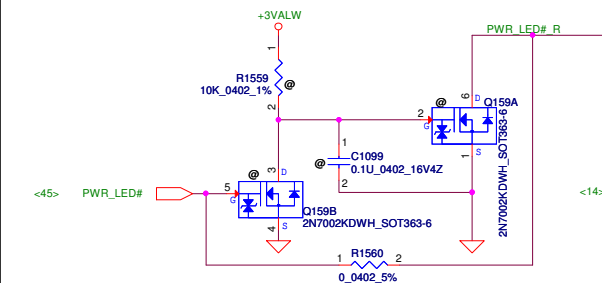 +3VALW
PWR_LED#_R
1
R1559
@
10K_0402_1%
2
@
6
D
Q159A
2
G
1
S
2N7002KDWH_SOT363-6
1
C1099
@
0.1U_0402_16V4Z
2
@
3
D
<45>
PWR_LED#
5
G
Q159B
4
S
2N7002KDWH_SOT363-6
<14>
R1560
1
2
0_0402_5%